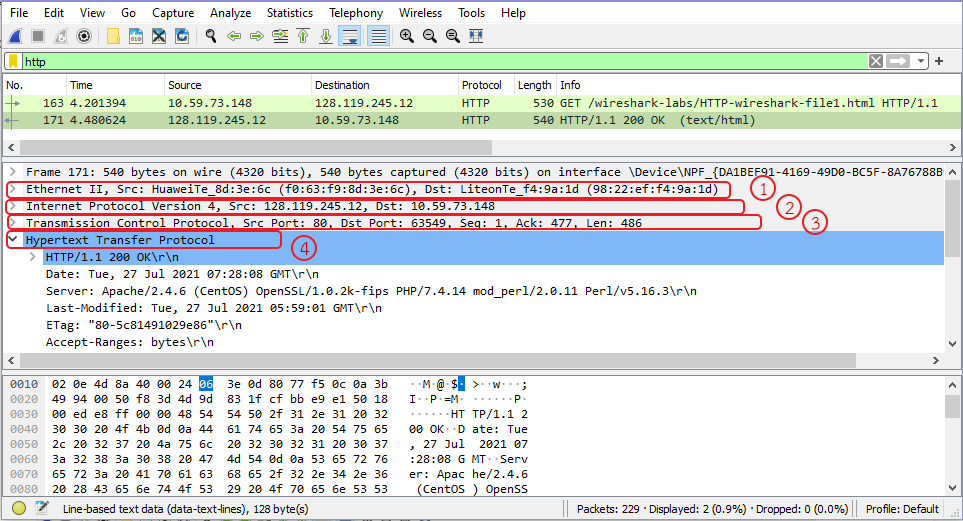 File Edit View Go Capture Analyze Statistics Telephony Wireless Tools Help
http
No. Time Source Destination Protocol Length Info
163 4.201394 10.59.73.148 128.119.245.12 HTTP 530 GET /wireshark-labs/HTTP-wireshark-file1.html HTTP/1.1
171 4.480624 128.119.245.12 10.59.73.148 HTTP 540 HTTP/1.1 200 OK (text/html)
Frame 171: 540 bytes on wire (4320 bits), 540 bytes captured (4320 bits) on interface \Device\NPF_{DA1BEF91-4169-49D0-BC5F-8A76788B
Ethernet II, Src: HuaweiTe_8d:3e:6c (f0:63:f9:8d:3e:6c), Dst: LiteonTe_f4:9a:1d (98:22:ef:f4:9a:1d) 1
Internet Protocol Version 4, Src: 128.119.245.12, Dst: 10.59.73.148 2
Transmission Control Protocol, Src Port: 80, Dst Port: 63549, Seq: 1, Ack: 477, Len: 486 3
Hypertext Transfer Protocol 4
HTTP/1.1 200 OK\r\n
Date: Tue, 27 Jul 2021 07:28:08 GMT\r\n
Server: Apache/2.4.6 (CentOS) OpenSSL/1.0.2k-fips PHP/7.4.14 mod_perl/2.0.11 Perl/v5.16.3\r\n
Last-Modified: Tue, 27 Jul 2021 05:59:01 GMT\r\n
ETag: "80-5c81491029e86"\r\n
Accept-Ranges: bytes\r\n
0010 02 0e 4d 8a 40 00 24 06 3e 0d 80 77 f5 0c 0a 3b ··M·@·$· >··w···;
0020 49 94 00 50 f8 3d 4d 9d 83 1f cf bb e9 e1 50 18 I··P·=M· ······P·
0030 00 ed e8 ff 00 00 48 54 54 50 2f 31 2e 31 20 32 ······HT TP/1.1 2
0040 30 30 20 4f 4b 0d 0a 44 61 74 65 3a 20 54 75 65 00 OK··D ate: Tue
0050 2c 20 32 37 20 4a 75 6c 20 32 30 32 31 20 30 37 , 27 Jul 2021 07
0060 3a 32 38 3a 30 38 20 47 4d 54 0d 0a 53 65 72 76 :28:08 G MT··Serv
0070 65 72 3a 20 41 70 61 63 68 65 2f 32 2e 34 2e 36 er: Apac he/2.4.6
0080 20 28 43 65 6e 74 4f 53 29 20 4f 70 65 6e 53 53 (CentOS ) OpenSS
Line-based text data (data-text-lines), 128 byte(s) Packets: 229 · Displayed: 2 (0.9%) · Dropped: 0 (0.0%) Profile: Default